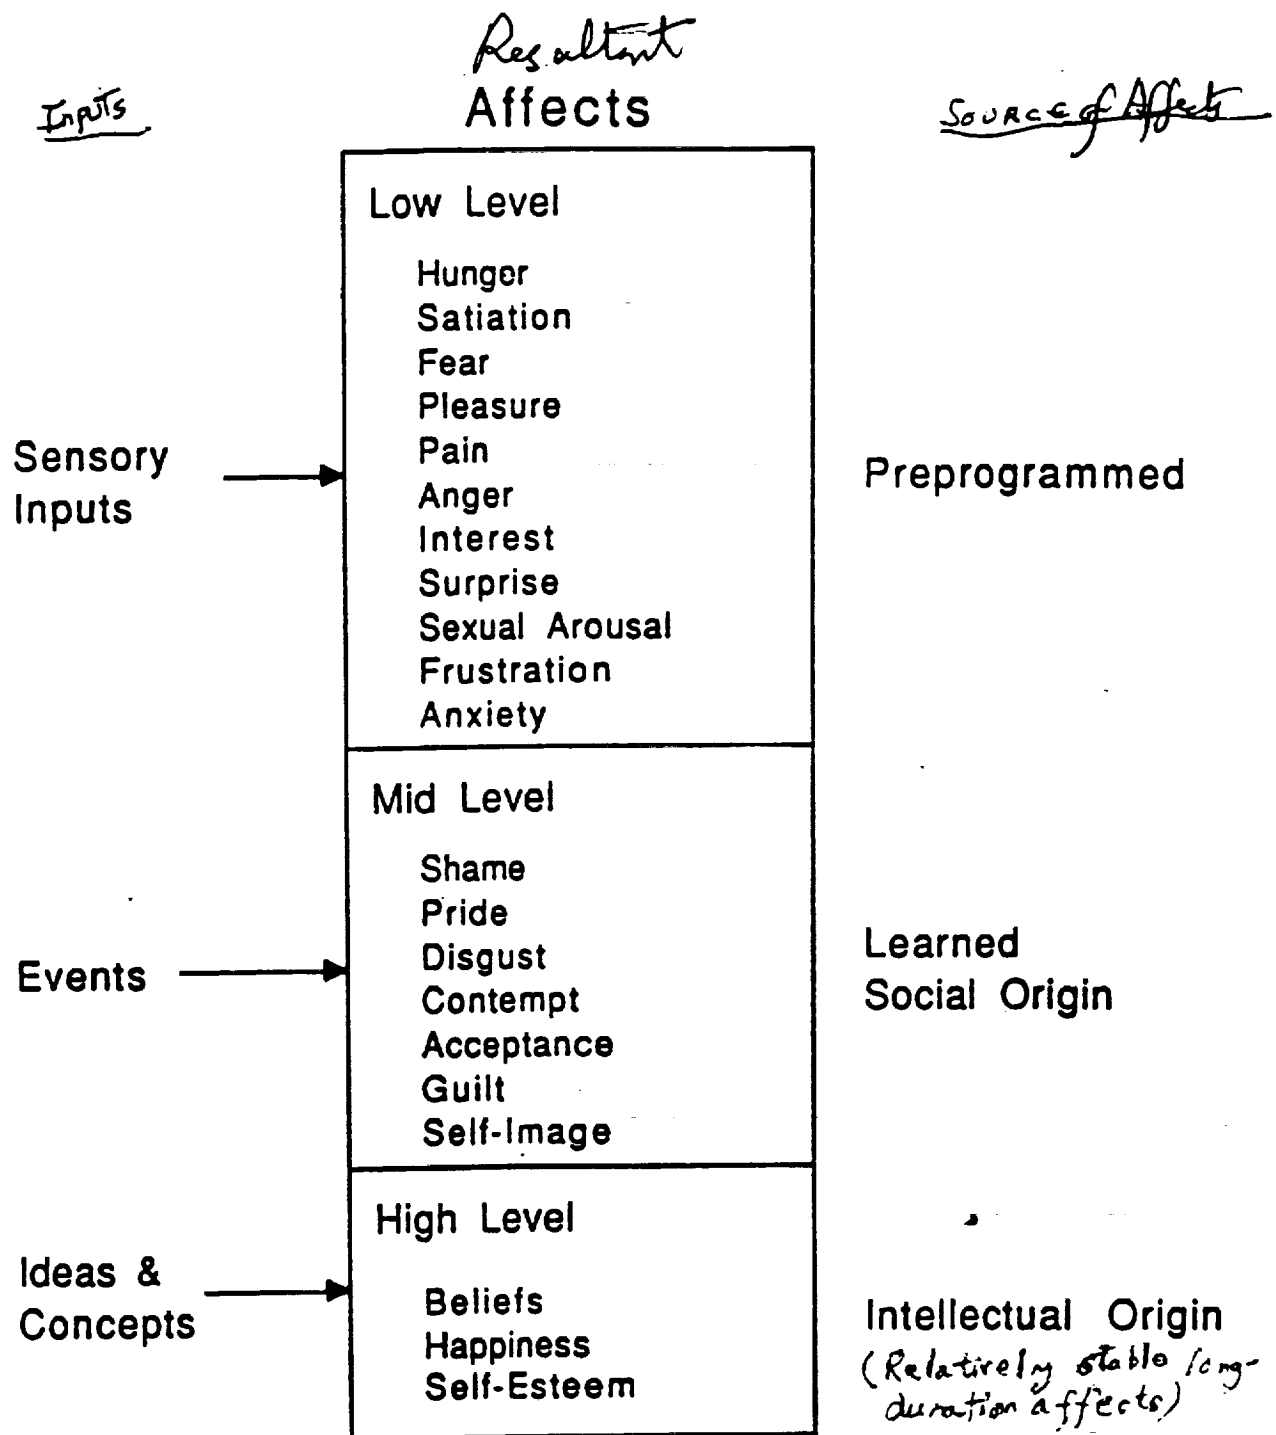 Resultant
Inputs
Affects
Source of Affects
Low Level
Hunger
Satiation
Fear
Pleasure
Pain
Anger
Interest
Surprise
Sexual Arousal
Frustration
Anxiety
Sensory
Inputs
Preprogrammed
Mid Level
Shame
Pride
Disgust
Contempt
Acceptance
Guilt
Self-Image
Events
Learned
Social Origin
High Level
Beliefs
Happiness
Self-Esteem
Ideas &
Concepts
Intellectual Origin
(Relatively stable long-
duration affects)